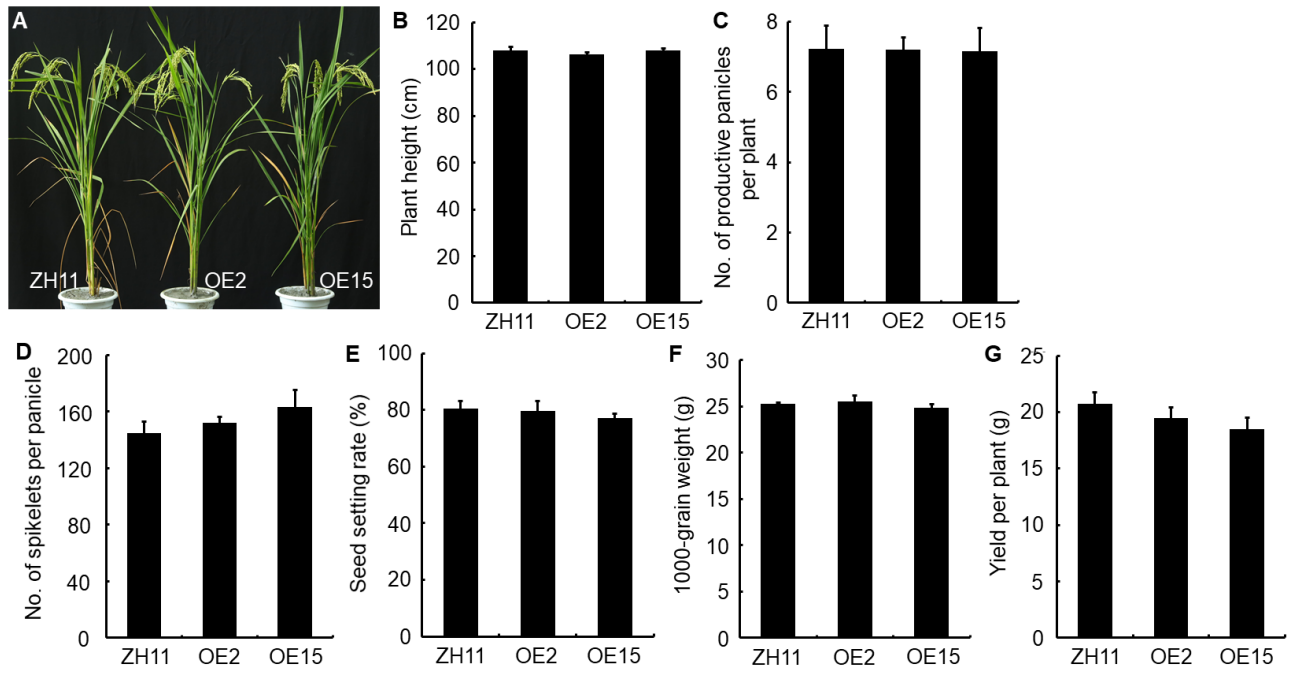 A
ZH11
OE2
OE15
B
Plant height (cm)
120
100
80
60
40
20
0
ZH11
OE2
OE15
C
No. of productive panicles
per plant
8
6
4
2
0
ZH11
OE2
OE15
D
No. of spikelets per panicle
200
160
120
80
40
0
ZH11
OE2
OE15
E
Seed setting rate (%)
100
80
60
40
20
0
ZH11
OE2
OE15
F
1000-grain weight (g)
30
25
20
15
10
5
0
ZH11
OE2
OE15
G
Yield per plant (g)
25
20
15
10
5
0
ZH11
OE2
OE15